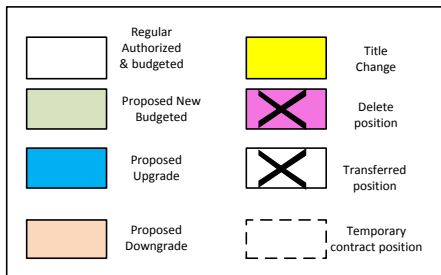 Regular
Authorized
& budgeted
Title
Change
Proposed New
Budgeted
Delete
position
Proposed
Upgrade
Transferred
position
Proposed
Downgrade
Temporary
contract position